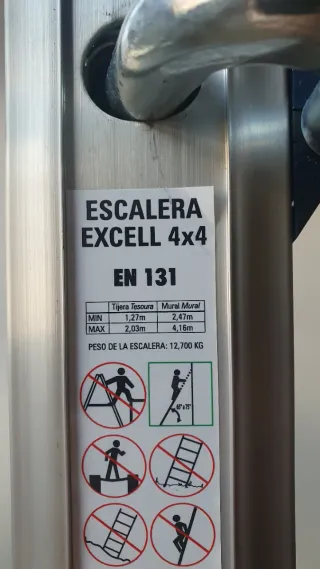 ESCALERA
EXCELL 4x4
EN 131
Tijera Tesoura Mural Mural
MIN 1,27m 2,47m
MAX 2,03m 4,16m
PESO DE LA ESCALERA: 12,700 KG